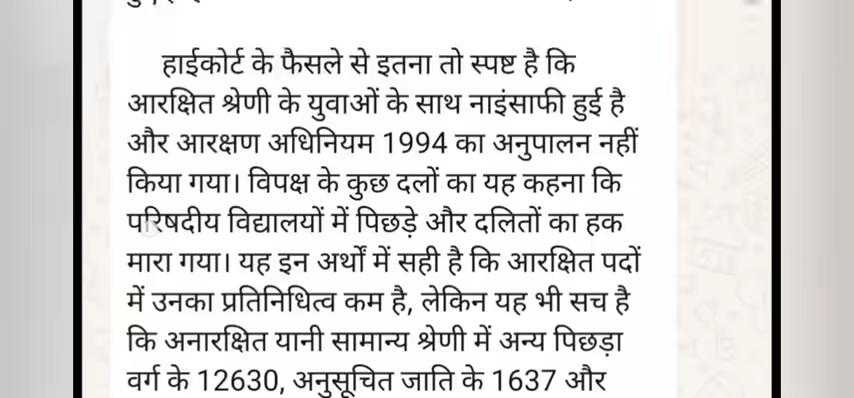 हाईकोर्ट के फैसले से इतना तो स्पष्ट है कि
आरक्षित श्रेणी के युवाओं के साथ नाइंसाफी हुई है
और आरक्षण अधिनियम 1994 का अनुपालन नहीं
किया गया। विपक्ष के कुछ दलों का यह कहना कि
परिषदीय विद्यालयों में पिछड़े और दलितों का हक
मारा गया। यह इन अर्थों में सही है कि आरक्षित पदों
में उनका प्रतिनिधित्व कम है, लेकिन यह भी सच है
कि अनारक्षित यानी सामान्य श्रेणी में अन्य पिछड़ा
वर्ग के 12630, अनुसूचित जाति के 1637 और